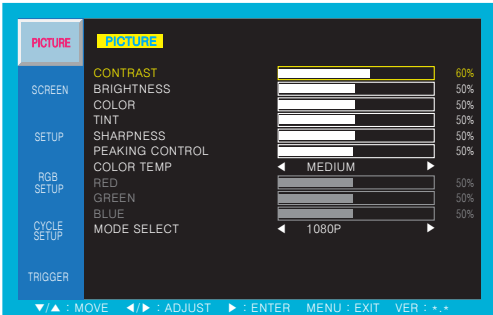 PICTURE
SCREEN
SETUP
RGB
SETUP
CYCLE
SETUP
TRIGGER
PICTURE
CONTRAST 60%
BRIGHTNESS 50%
COLOR 50%
TINT 50%
SHARPNESS 50%
PEAKING CONTROL 50%
COLOR TEMP ◀ MEDIUM ▶
RED 50%
GREEN 50%
BLUE 50%
MODE SELECT ◀ 1080P ▶
▼/▲ : MOVE ◀/▶ : ADJUST ▶ : ENTER MENU : EXIT VER : *.*